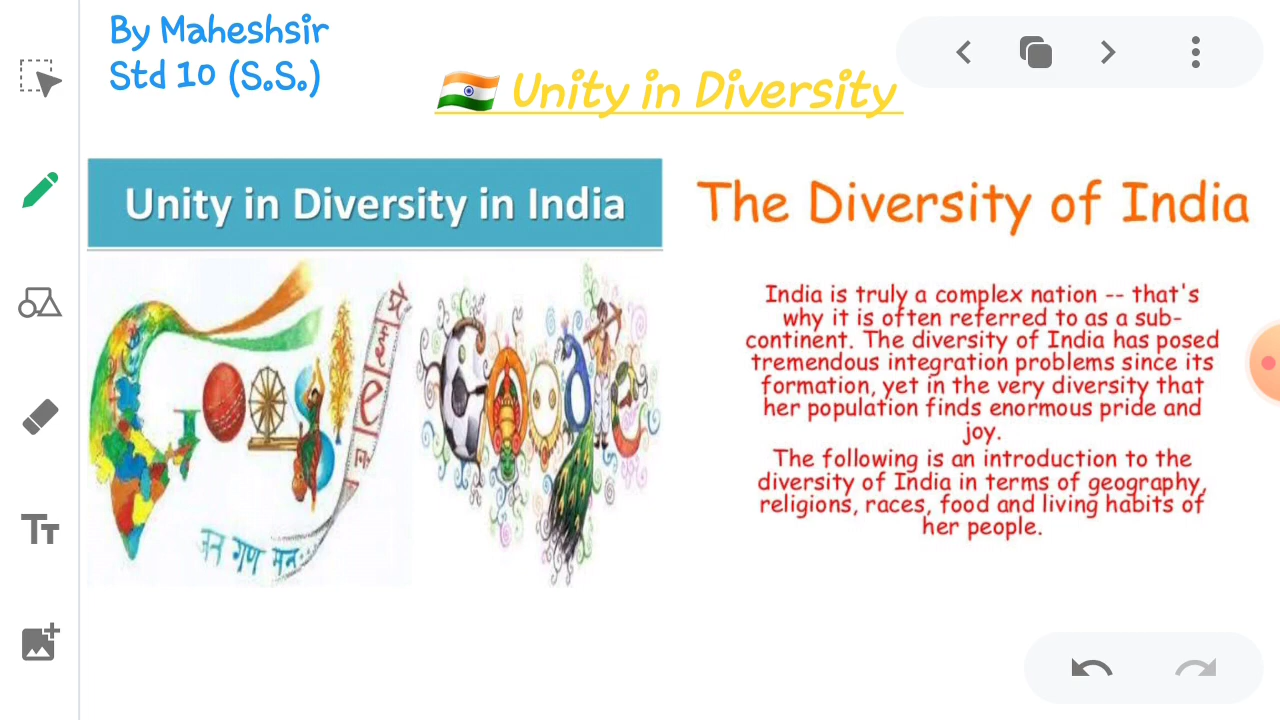 By Maheshsir
Std 10 (S.S.)
Unity in Diversity
Unity in Diversity in India
जन गण मन
The Diversity of India
India is truly a complex nation -- that's
why it is often referred to as a sub-
continent. The diversity of India has posed
tremendous integration problems since its
formation, yet in the very diversity that
her population finds enormous pride and
joy.
The following is an introduction to the
diversity of India in terms of geography,
religions, races, food and living habits of
her people.
TT